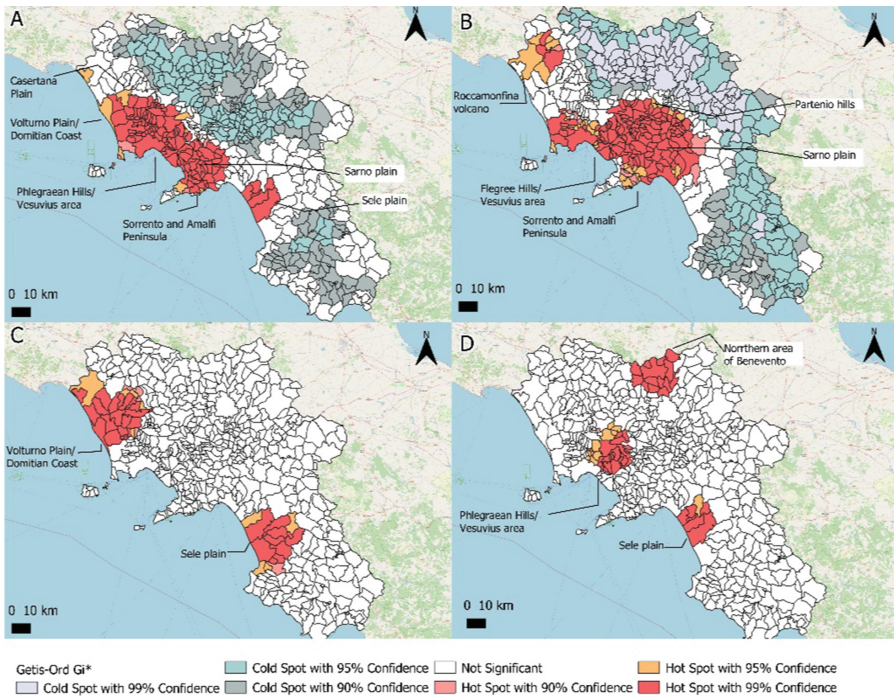 A
N
Casertana
Plain
Volturno Plain/
Domitian Coast
Phlegraean Hills/
Vesuvius area
Sorrento and Amalfi
Peninsula
Sarno plain
Sele plain
0 10 km
B
N
Roccamonfina
volcano
Partenio hills
Sarno plain
Flegree Hills/
Vesuvius area
Sorrento and Amalfi
Peninsula
0 10 km
C
N
Volturno Plain/
Domitian Coast
Sele plain
0 10 km
D
N
Norrthern area
of Benevento
Phlegraean Hills/
Vesuvius area
Sele plain
0 10 km
Getis-Ord Gi*
Cold Spot with 99% Confidence
Cold Spot with 95% Confidence
Cold Spot with 90% Confidence
Not Significant
Hot Spot with 90% Confidence
Hot Spot with 95% Confidence
Hot Spot with 99% Confidence